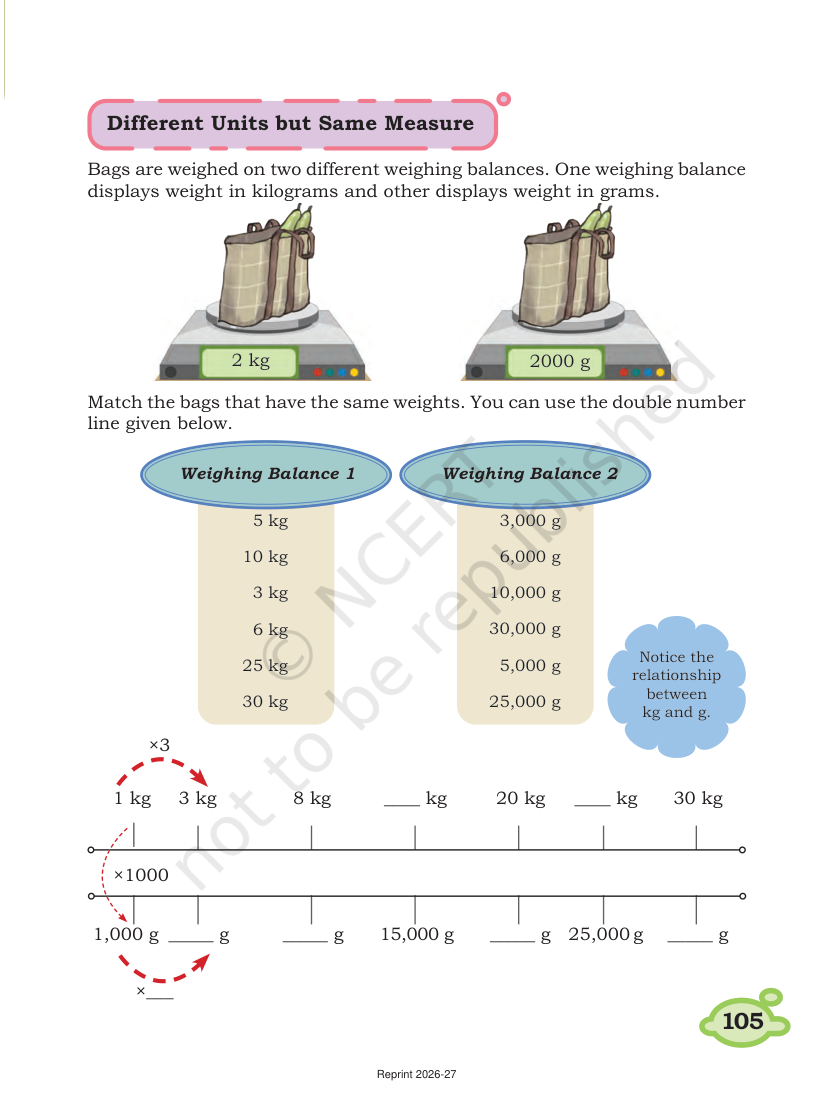 Different Units but Same Measure
Bags are weighed on two different weighing balances. One weighing balance
displays weight in kilograms and other displays weight in grams.
2 kg
2000 g
Match the bags that have the same weights. You can use the double number
line given below.
Weighing Balance 1
Weighing Balance 2
5 kg
3,000 g
10 kg
6,000 g
3 kg
10,000 g
6 kg
30,000 g
25 kg
5,000 g
30 kg
25,000 g
Notice the
relationship
between
kg and g.
×3
1 kg 3 kg 8 kg ____ kg 20 kg ____ kg 30 kg
×1000
1,000 g _____ g _____ g 15,000 g _____ g 25,000 g _____ g
×___
105
© NCERT
not to be republished
Reprint 2026-27